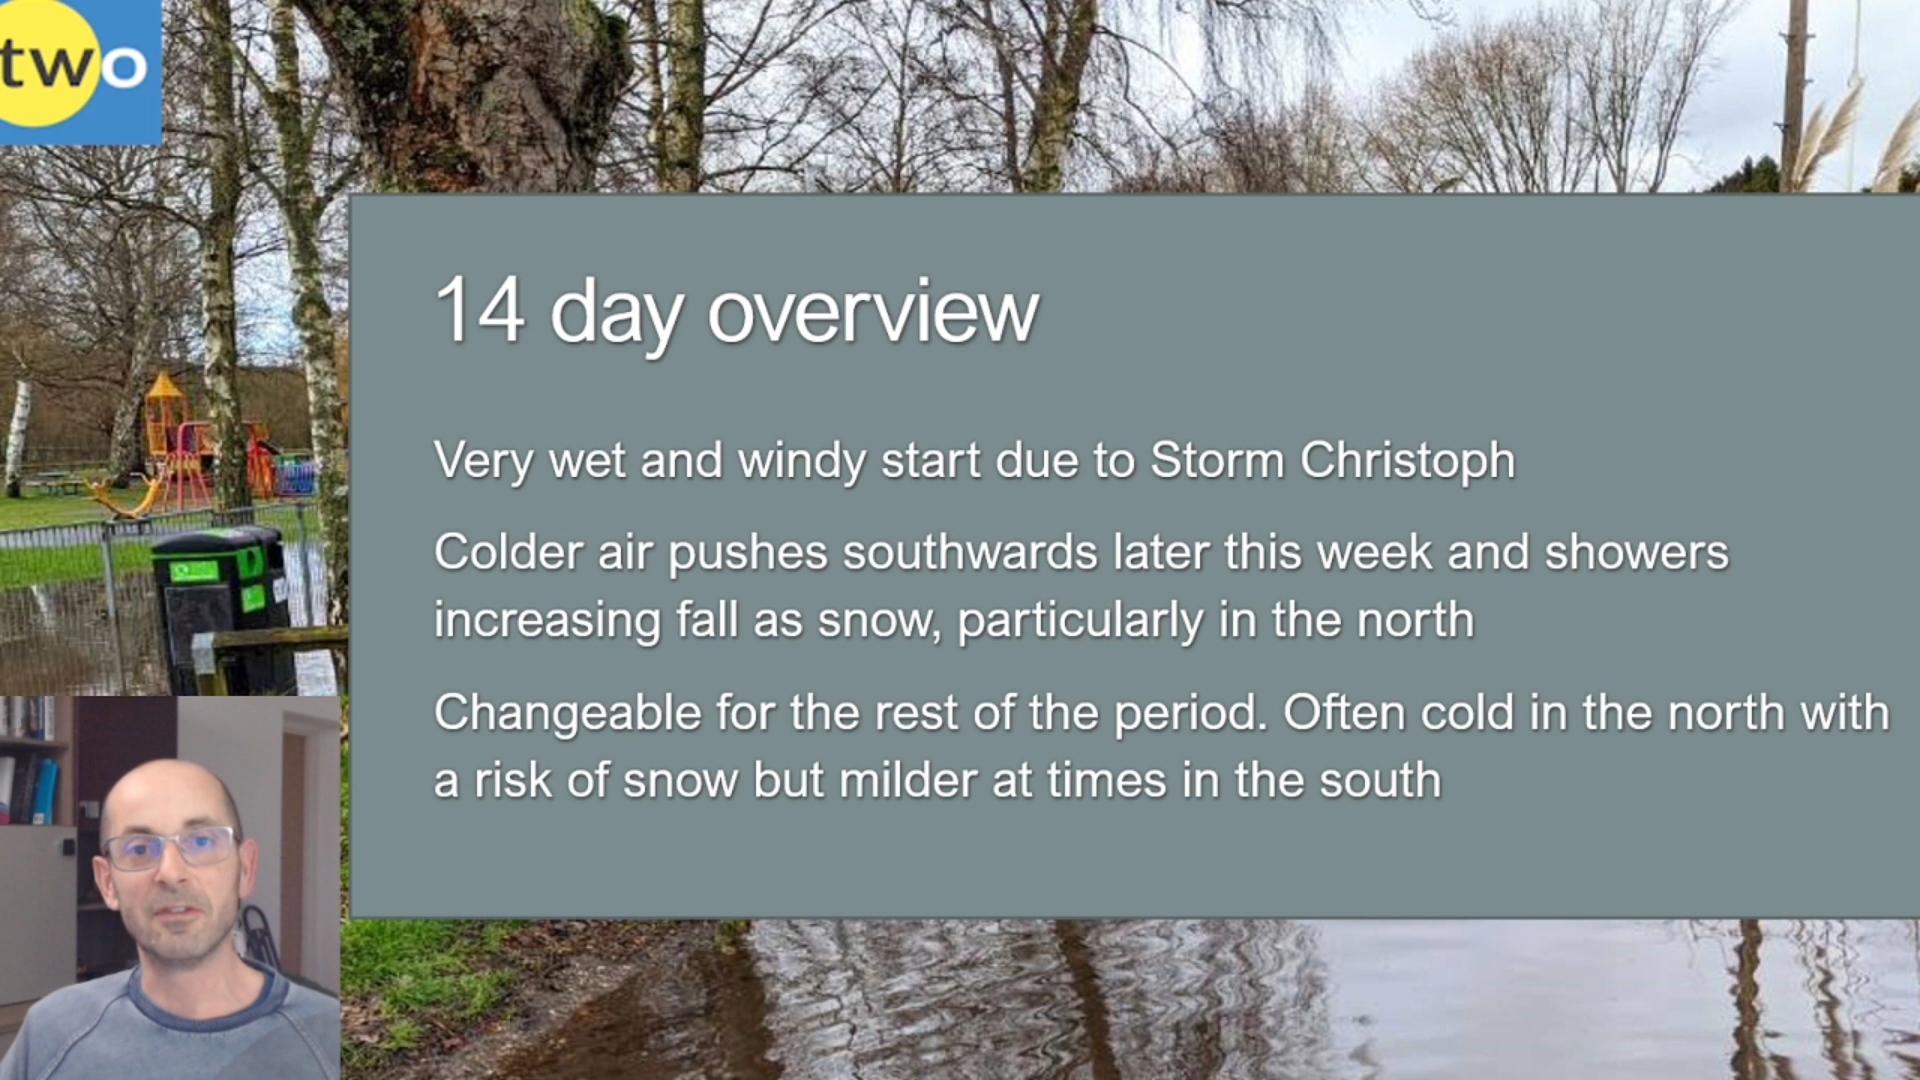 two
14 day overview
Very wet and windy start due to Storm Christoph
Colder air pushes southwards later this week and showers
increasing fall as snow, particularly in the north
Changeable for the rest of the period. Often cold in the north with
a risk of snow but milder at times in the south